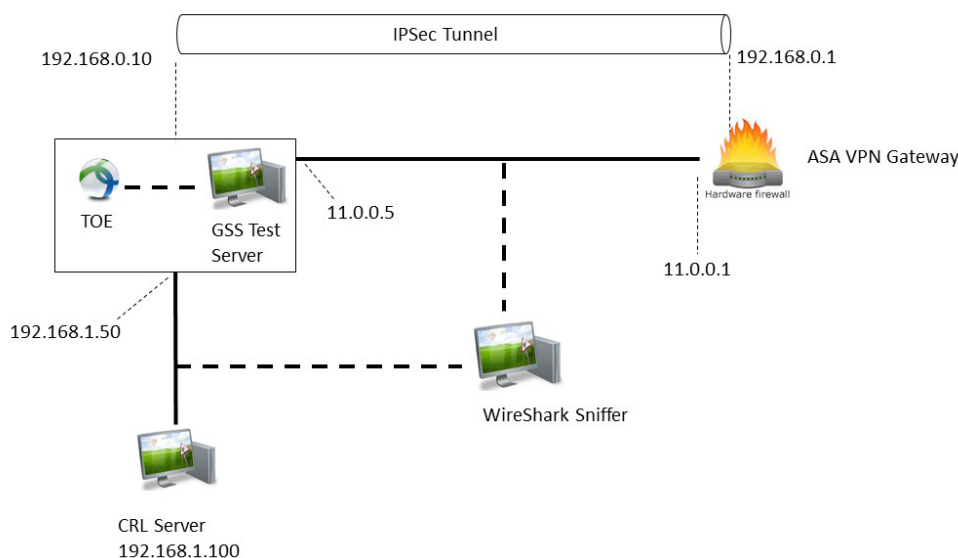 IPSec Tunnel
192.168.0.10
192.168.0.1
ASA VPN Gateway
Hardware firewall
TOE
GSS Test
Server
11.0.0.5
11.0.0.1
192.168.1.50
WireShark Sniffer
CRL Server
192.168.1.100